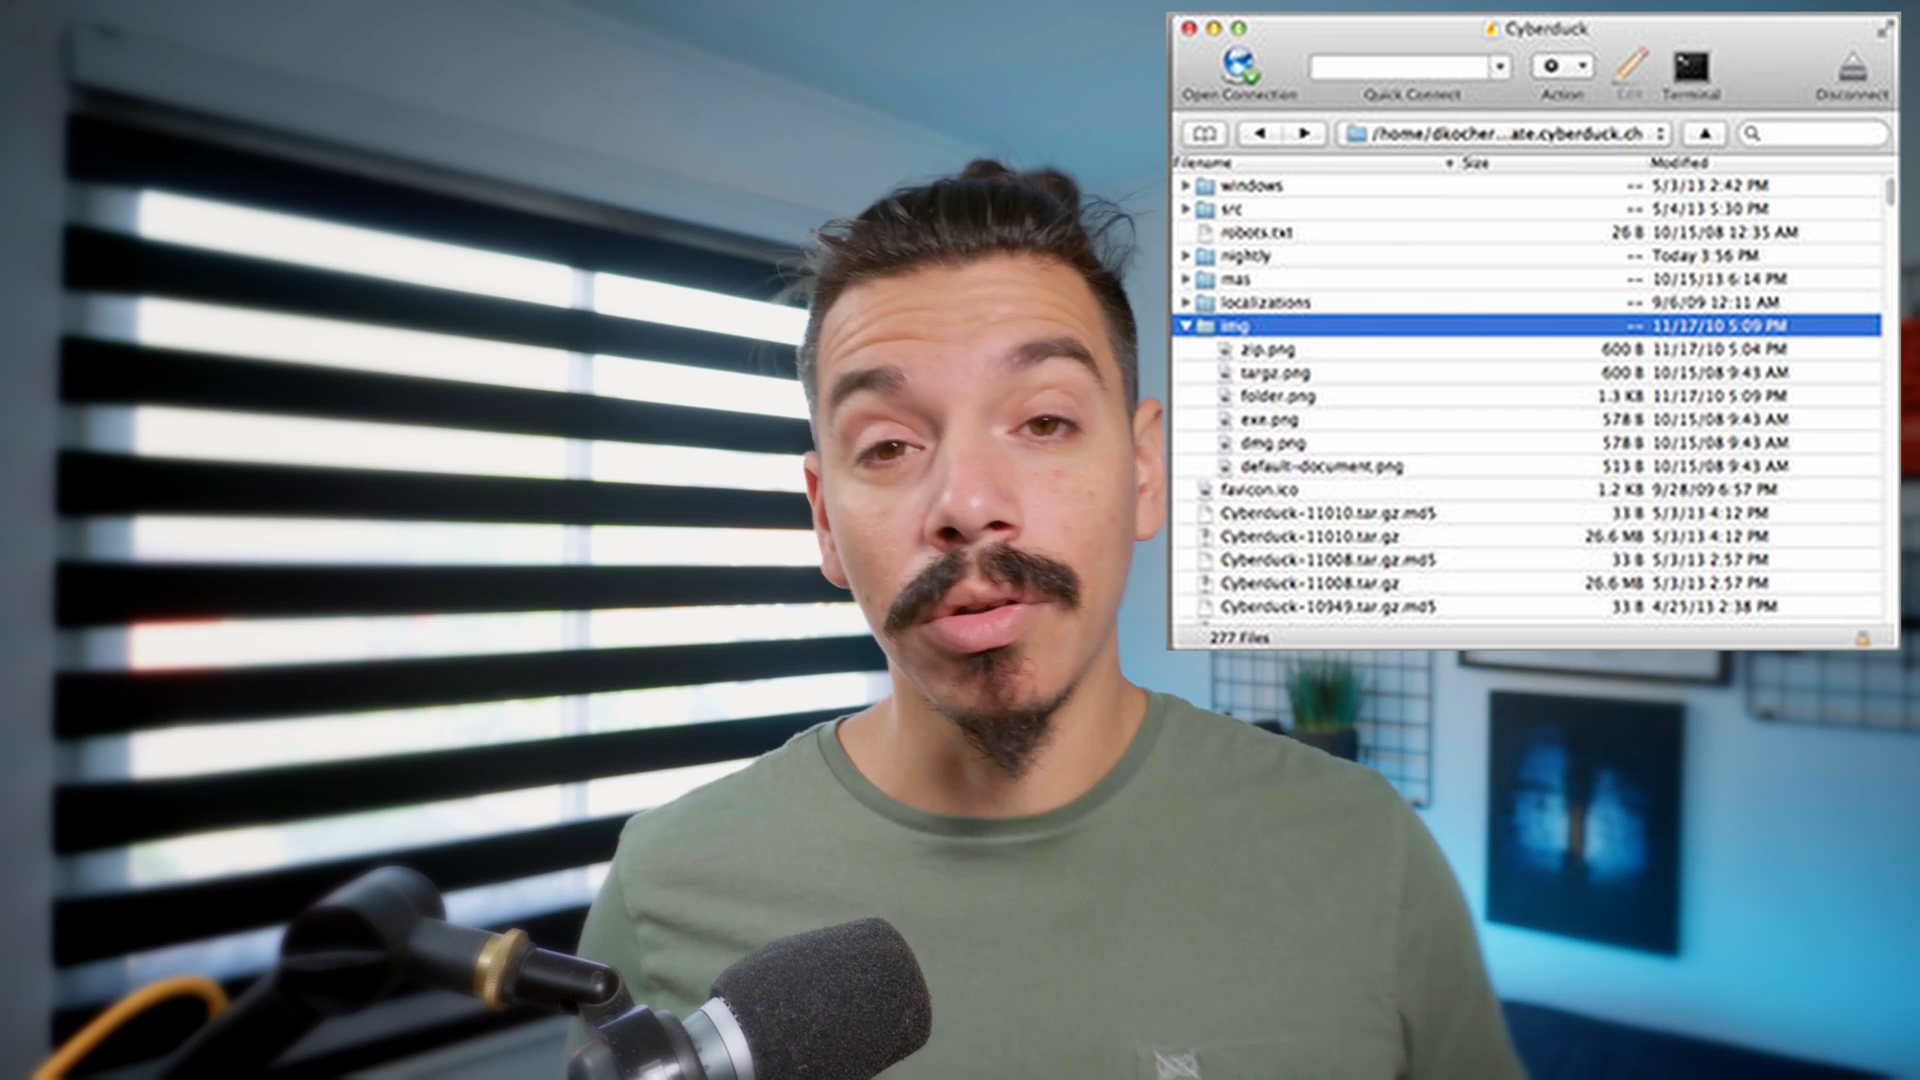 Cyberduck
Open Connection Quick Connect Action Edit Terminal Disconnect
/home/dkocher...ate.cyberduck.ch
Filename Size Modified
windows -- 5/3/13 2:42 PM
src -- 5/4/13 5:30 PM
robots.txt 26 B 10/15/08 12:35 AM
nightly -- Today 3:56 PM
mas -- 10/15/13 6:14 PM
localizations -- 9/6/09 12:11 AM
img -- 11/17/10 5:09 PM
zip.png 600 B 11/17/10 5:04 PM
targz.png 600 B 10/15/08 9:43 AM
folder.png 1.3 KB 11/17/10 5:09 PM
exe.png 578 B 10/15/08 9:43 AM
dmg.png 578 B 10/15/08 9:43 AM
default-document.png 513 B 10/15/08 9:43 AM
favicon.ico 1.2 KB 9/28/09 6:57 PM
Cyberduck-11010.tar.gz.md5 33 B 5/3/13 4:12 PM
Cyberduck-11010.tar.gz 26.6 MB 5/3/13 4:12 PM
Cyberduck-11008.tar.gz.md5 33 B 5/3/13 2:57 PM
Cyberduck-11008.tar.gz 26.6 MB 5/3/13 2:57 PM
Cyberduck-10949.tar.gz.md5 33 B 4/25/13 2:38 PM
277 Files